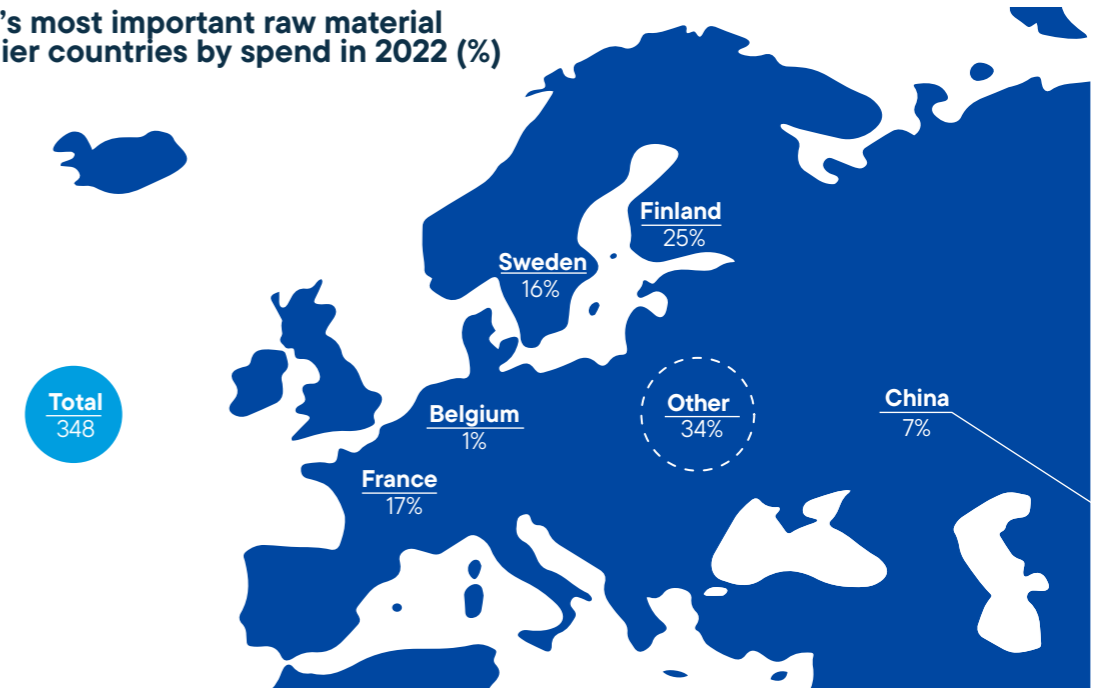 ’s most important raw material
ier countries by spend in 2022 (%)
Finland
25%
Sweden
16%
Total
348
Belgium
1%
Other
34%
China
7%
France
17%